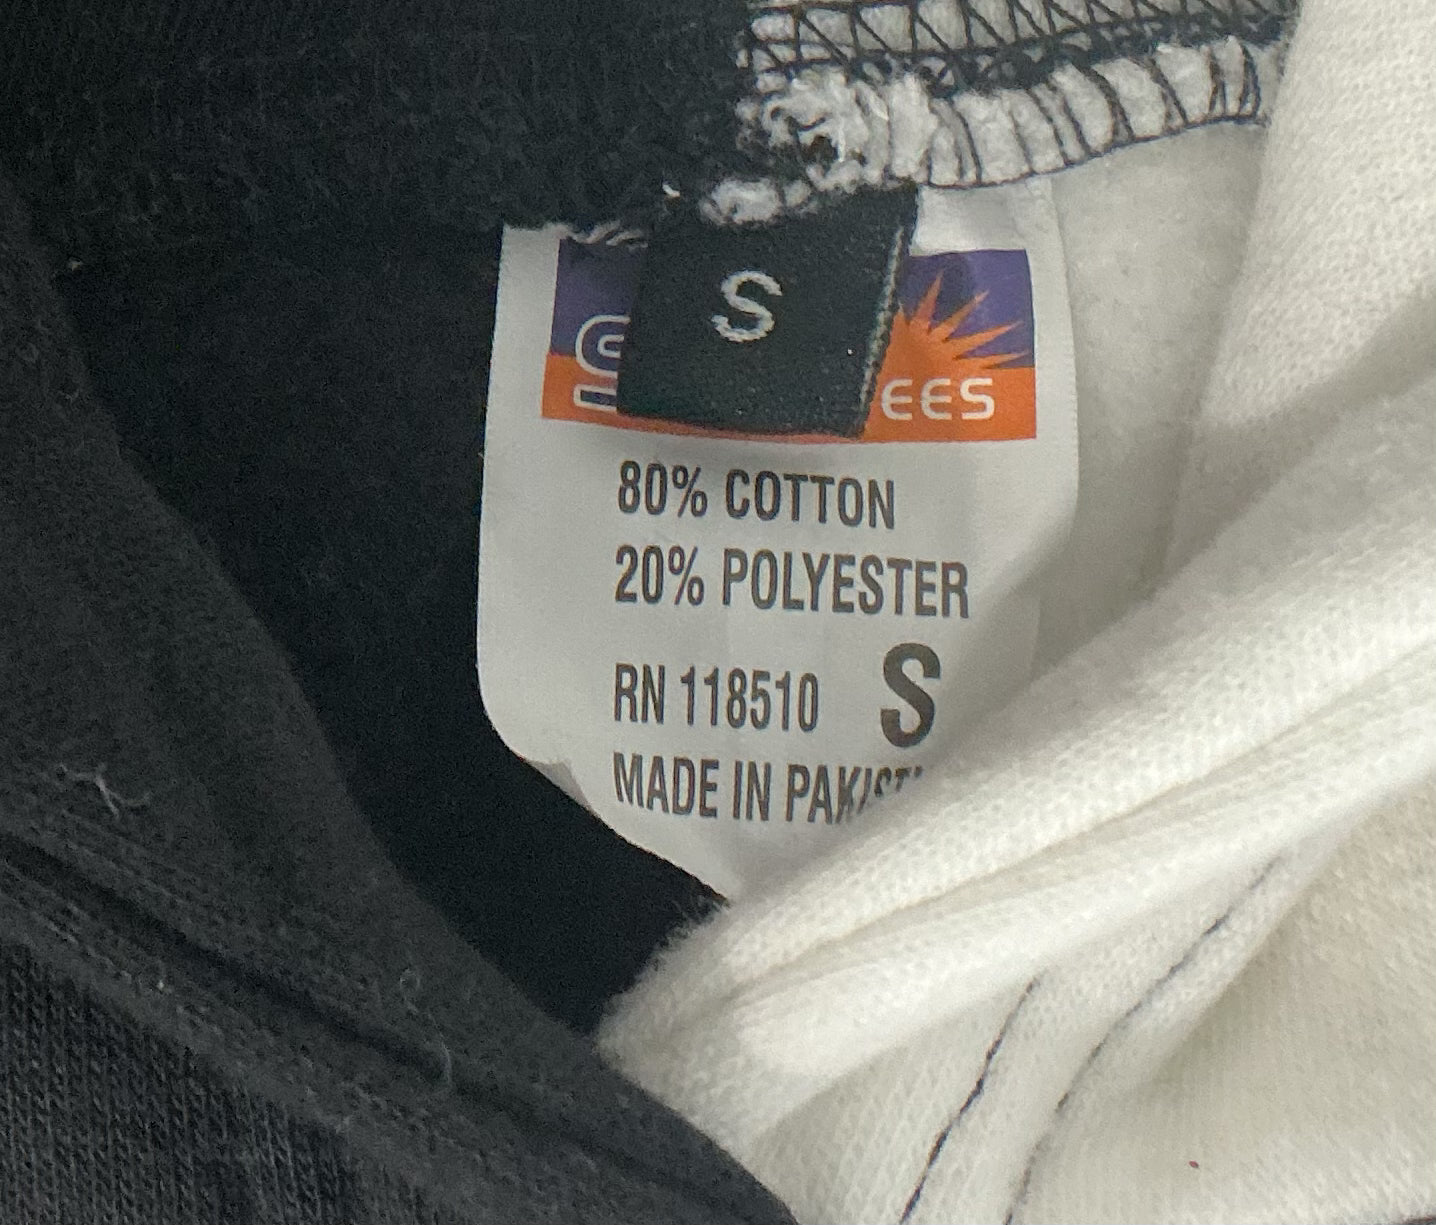 S
EES
80% COTTON
20% POLYESTER
RN 118510 S
MADE IN